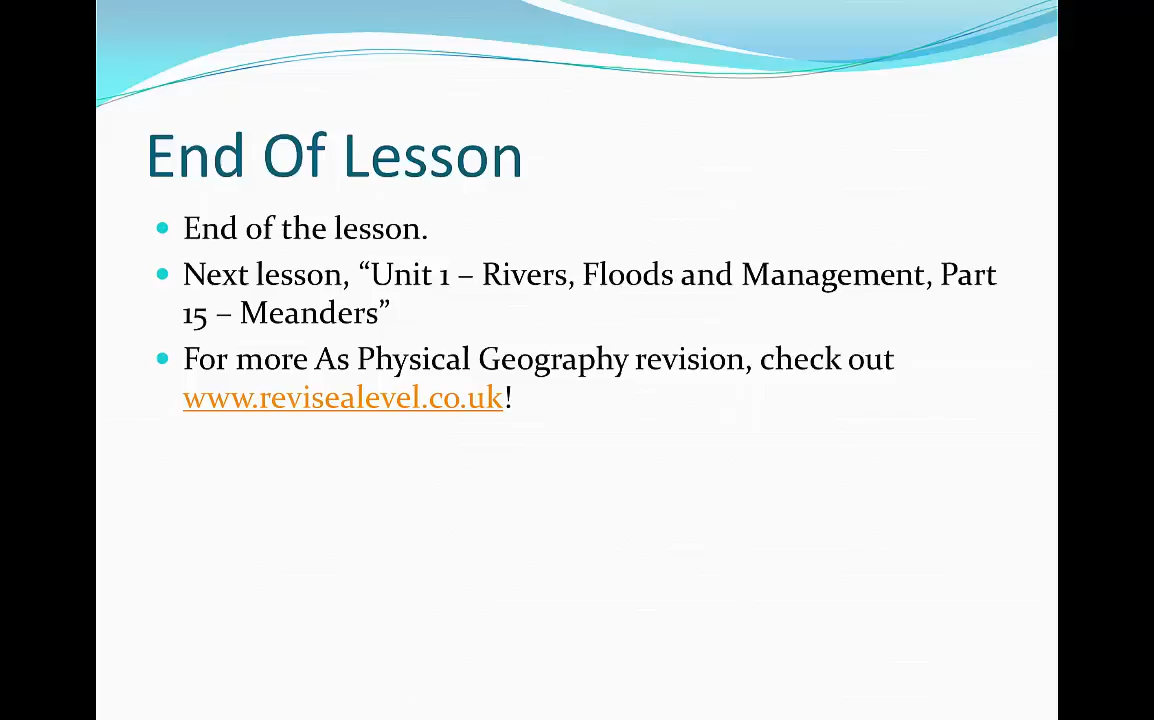 End Of Lesson
End of the lesson.
Next lesson, “Unit 1 – Rivers, Floods and Management, Part
15 – Meanders”
For more As Physical Geography revision, check out
www.revisealevel.co.uk!